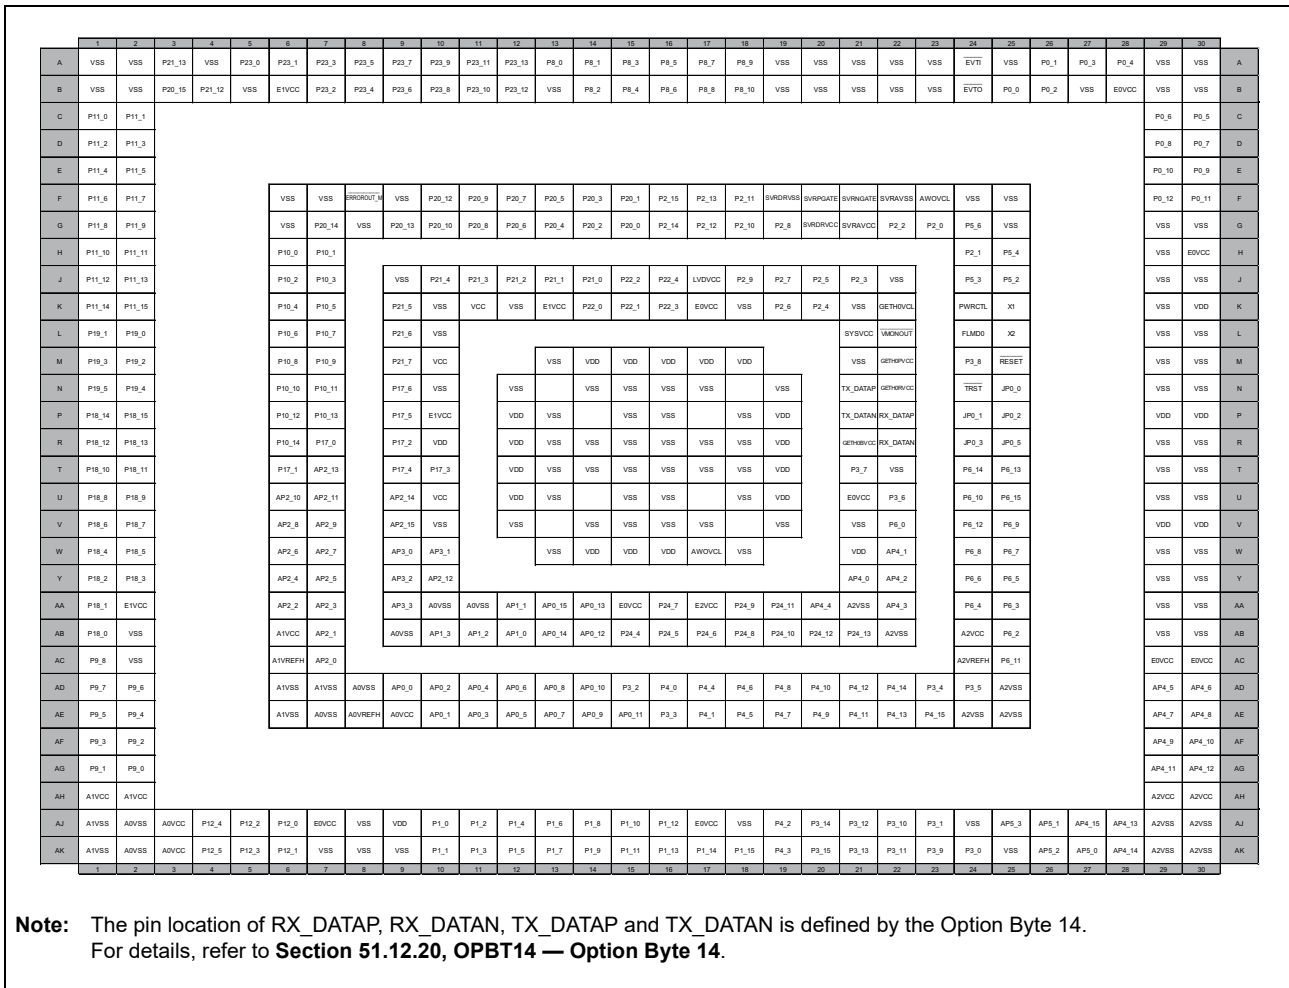 1 2 3 4 5 6 7 8 9 10 11 12 13 14 15 16 17 18 19 20 21 22 23 24 25 26 27 28 29 30
A VSS VSS P21_13 VSS P23_0 P23_1 P23_3 P23_5 P23_7 P23_9 P23_11 P23_13 P8_0 P8_1 P8_3 P8_5 P8_7 P8_9 VSS VSS VSS VSS VSS EVTI VSS P0_1 P0_3 P0_4 VSS VSS A
B VSS VSS P20_15 P21_12 VSS E1VCC P23_2 P23_4 P23_6 P23_8 P23_10 P23_12 VSS P8_2 P8_4 P8_6 P8_8 P8_10 VSS VSS VSS VSS VSS EVTO P0_0 P0_2 VSS E0VCC VSS VSS B
C P11_0 P11_1 P0_6 P0_5 C
D P11_2 P11_3 P0_8 P0_7 D
E P11_4 P11_5 P0_10 P0_9 E
F P11_6 P11_7 VSS VSS ERROROUT_M VSS P20_12 P20_9 P20_7 P20_5 P20_3 P20_1 P2_15 P2_13 P2_11 SVRDRVSS SVRPGATE SVRNGATE SVRAVSS AWOVCL VSS VSS P0_12 P0_11 F
G P11_8 P11_9 VSS P20_14 VSS P20_13 P20_10 P20_8 P20_6 P20_4 P20_2 P20_0 P2_14 P2_12 P2_10 P2_8 SVRDRVCC SVRAVCC P2_2 P2_0 P5_6 VSS VSS VSS G
H P11_10 P11_11 P10_0 P10_1 P2_1 P5_4 VSS E0VCC H
J P11_12 P11_13 P10_2 P10_3 VSS P21_4 P21_3 P21_2 P21_1 P21_0 P22_2 P22_4 LVDVCC P2_9 P2_7 P2_5 P2_3 VSS P5_3 P5_2 VSS VSS J
K P11_14 P11_15 P10_4 P10_5 P21_5 VSS VCC VSS E1VCC P22_0 P22_1 P22_3 E0VCC VSS P2_6 P2_4 VSS GETH0VCL PWRCTL X1 VSS VDD K
L P19_1 P19_0 P10_6 P10_7 P21_6 VSS SYSVCC VMONOUT FLMD0 X2 VSS VSS L
M P19_3 P19_2 P10_8 P10_9 P21_7 VCC VSS VDD VDD VDD VDD VDD VSS GETH0PVCC P3_8 RESET VSS VSS M
N P19_5 P19_4 P10_10 P10_11 P17_6 VSS VSS VSS VSS VSS VSS VSS TX_DATAP GETH0RVCC TRST JP0_0 VSS VSS N
P P18_14 P18_15 P10_12 P10_13 P17_5 E1VCC VDD VSS VSS VSS VSS VDD TX_DATAN RX_DATAP JP0_1 JP0_2 VDD VDD P
R P18_12 P18_13 P10_14 P17_0 P17_2 VDD VDD VSS VSS VSS VSS VSS VSS VDD GETH0BVCC RX_DATAN JP0_3 JP0_5 VSS VSS R
T P18_10 P18_11 P17_1 AP2_13 P17_4 P17_3 VDD VSS VSS VSS VSS VSS VSS VDD P3_7 VSS P6_14 P6_13 VSS VSS T
U P18_8 P18_9 AP2_10 AP2_11 AP2_14 VCC VDD VSS VSS VSS VSS VDD E0VCC P3_6 P6_10 P6_15 VSS VSS U
V P18_6 P18_7 AP2_8 AP2_9 AP2_15 VSS VSS VSS VSS VSS VSS VSS VSS P6_0 P6_12 P6_9 VDD VDD V
W P18_4 P18_5 AP2_6 AP2_7 AP3_0 AP3_1 VSS VDD VDD VDD AWOVCL VSS VDD AP4_1 P6_8 P6_7 VSS VSS W
Y P18_2 P18_3 AP2_4 AP2_5 AP3_2 AP2_12 AP4_0 AP4_2 P6_6 P6_5 VSS VSS Y
AA P18_1 E1VCC AP2_2 AP2_3 AP3_3 A0VSS A0VSS AP1_1 AP0_15 AP0_13 E0VCC P24_7 E2VCC P24_9 P24_11 AP4_4 A2VSS AP4_3 P6_4 P6_3 VSS VSS AA
AB P18_0 VSS A1VCC AP2_1 A0VSS AP1_3 AP1_2 AP1_0 AP0_14 AP0_12 P24_4 P24_5 P24_6 P24_8 P24_10 P24_12 P24_13 A2VSS A2VCC P6_2 VSS VSS AB
AC P9_8 VSS A1VREFH AP2_0 A2VREFH P6_11 E0VCC E0VCC AC
AD P9_7 P9_6 A1VSS A1VSS A0VSS AP0_0 AP0_2 AP0_4 AP0_6 AP0_8 AP0_10 P3_2 P4_0 P4_4 P4_6 P4_8 P4_10 P4_12 P4_14 P3_4 P3_5 A2VSS AP4_5 AP4_6 AD
AE P9_5 P9_4 A1VSS A0VSS A0VREFH A0VCC AP0_1 AP0_3 AP0_5 AP0_7 AP0_9 AP0_11 P3_3 P4_1 P4_5 P4_7 P4_9 P4_11 P4_13 P4_15 A2VSS A2VSS AP4_7 AP4_8 AE
AF P9_3 P9_2 AP4_9 AP4_10 AF
AG P9_1 P9_0 AP4_11 AP4_12 AG
AH A1VCC A1VCC A2VCC A2VCC AH
AJ A1VSS A0VSS A0VCC P12_4 P12_2 P12_0 E0VCC VSS VDD P1_0 P1_2 P1_4 P1_6 P1_8 P1_10 P1_12 E0VCC VSS P4_2 P3_14 P3_12 P3_10 P3_1 VSS AP5_3 AP5_1 AP4_15 AP4_13 A2VSS A2VSS AJ
AK A1VSS A0VSS A0VCC P12_5 P12_3 P12_1 VSS VSS VSS P1_1 P1_3 P1_5 P1_7 P1_9 P1_11 P1_13 P1_14 P1_15 P4_3 P3_15 P3_13 P3_11 P3_9 P3_0 VSS AP5_2 AP5_0 AP4_14 A2VSS A2VSS AK
1 2 3 4 5 6 7 8 9 10 11 12 13 14 15 16 17 18 19 20 21 22 23 24 25 26 27 28 29 30
Note: The pin location of RX_DATAP, RX_DATAN, TX_DATAP and TX_DATAN is defined by the Option Byte 14.
For details, refer to Section 51.12.20, OPBT14 — Option Byte 14.